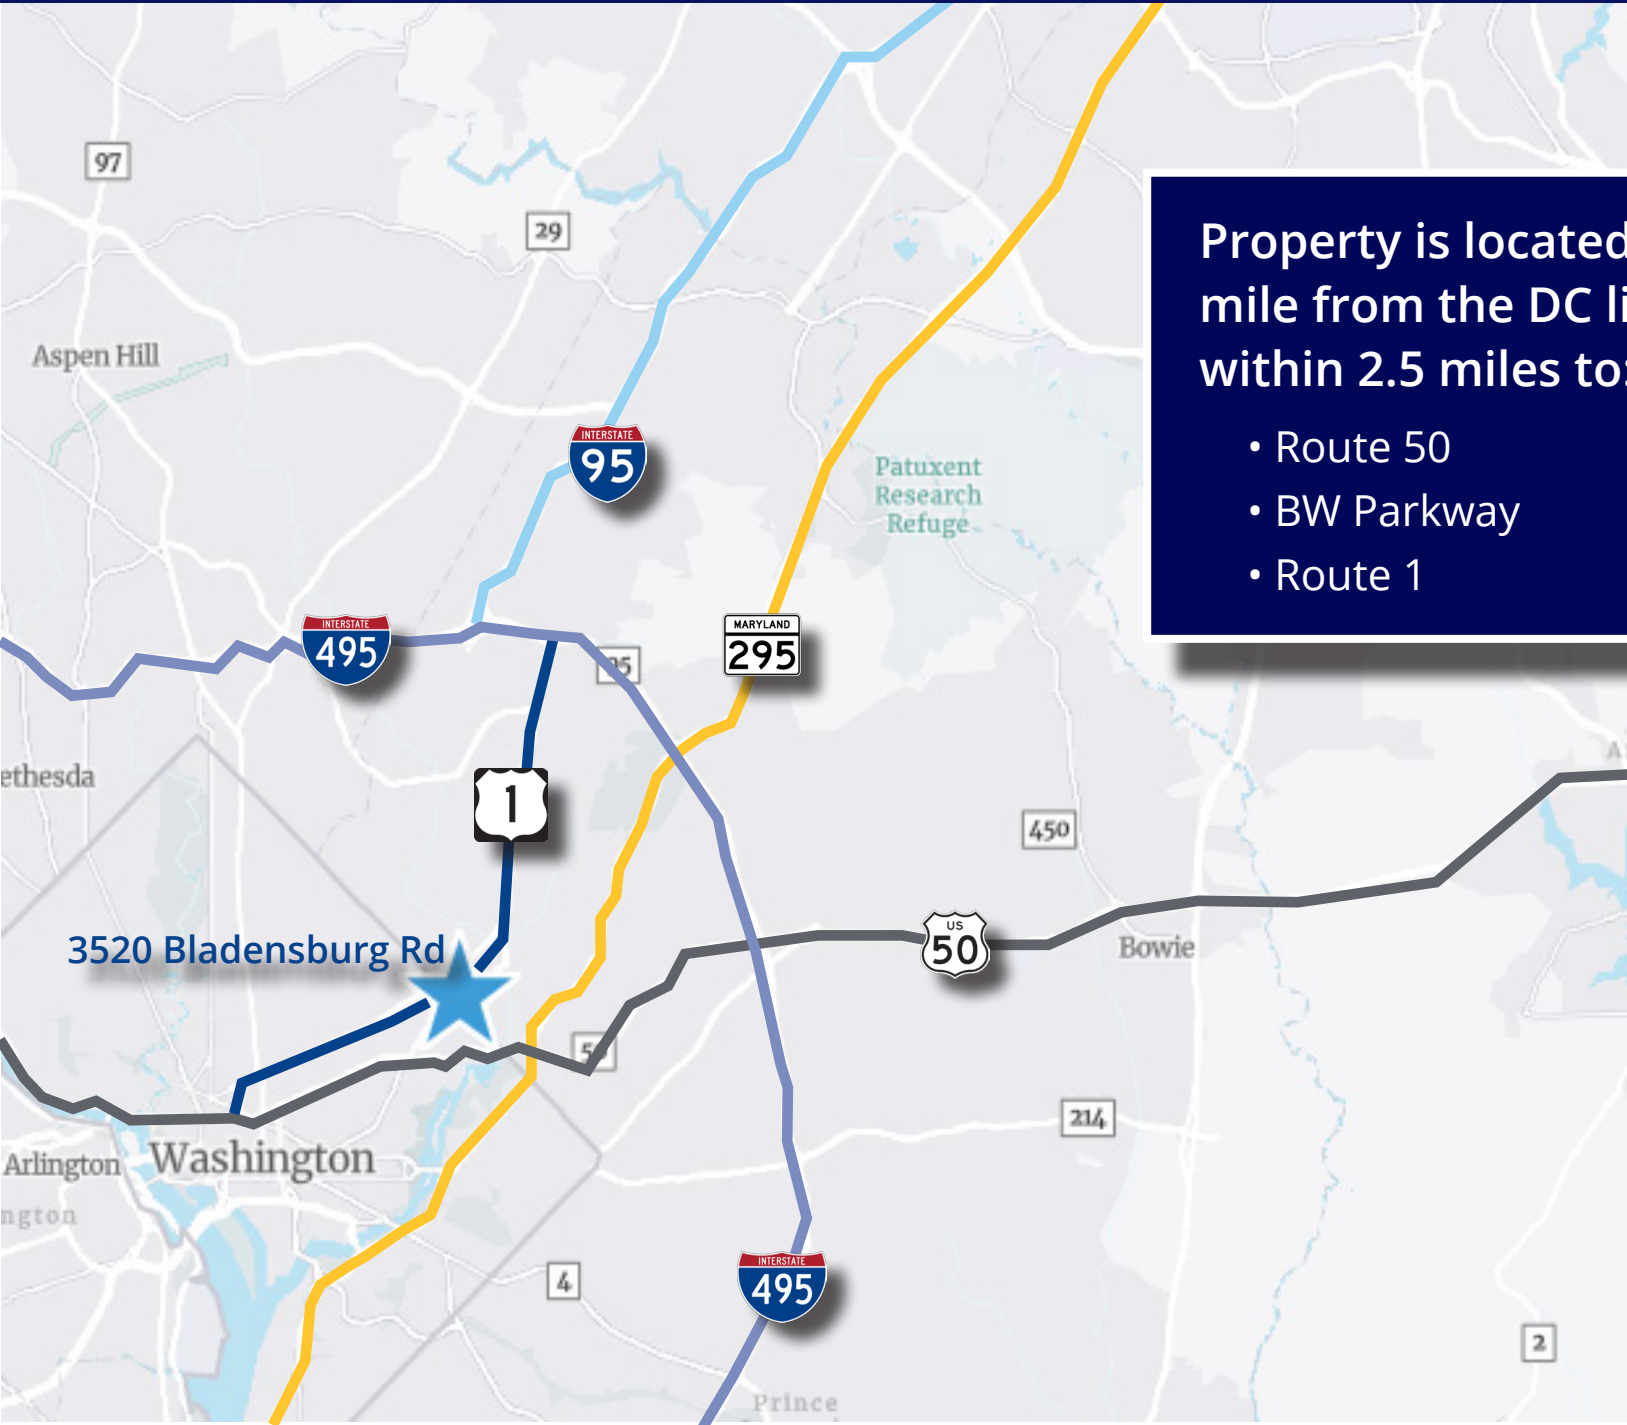 97
29
Property is located
mile from the DC
within 2.5 miles to:
• Route 50
• BW Parkway
• Route 1
Aspen Hill
INTERSTATE
95
Patuxent
Research
Refuge
INTERSTATE
495
MARYLAND
295
ethesda
1
450
3520 Bladensburg Rd
US
50
Bowie
214
Arlington
Washington
ngton
INTERSTATE
495
4
2
Prince